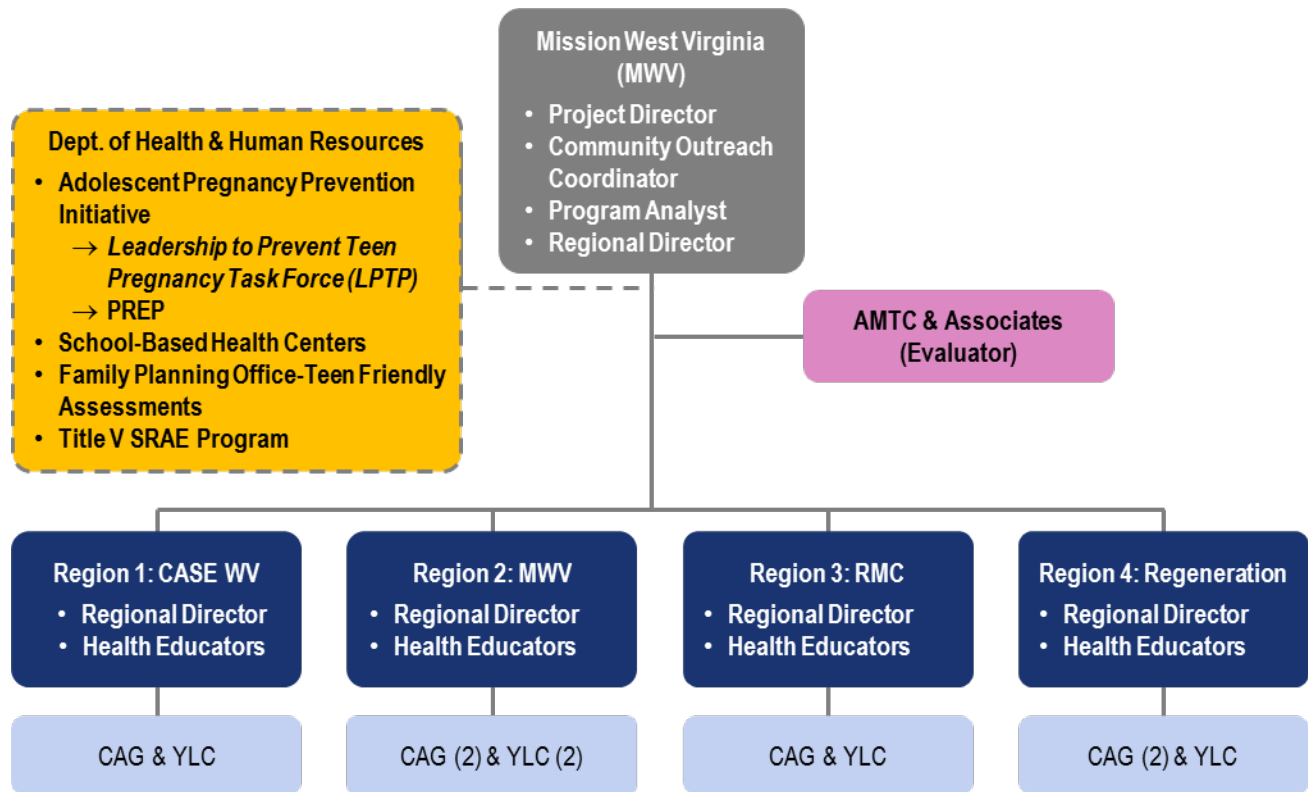 Mission West Virginia
(MWV)
• Project Director
• Community Outreach
Coordinator
• Program Analyst
• Regional Director
Dept. of Health & Human Resources
• Adolescent Pregnancy Prevention
Initiative
→ Leadership to Prevent Teen
Pregnancy Task Force (LPTP)
→ PREP
• School-Based Health Centers
• Family Planning Office-Teen Friendly
Assessments
• Title V SRAE Program
AMTC & Associates
(Evaluator)
Region 1: CASE WV
• Regional Director
• Health Educators
Region 2: MWV
• Regional Director
• Health Educators
Region 3: RMC
• Regional Director
• Health Educators
Region 4: Regeneration
• Regional Director
• Health Educators
CAG & YLC
CAG (2) & YLC (2)
CAG & YLC
CAG (2) & YLC